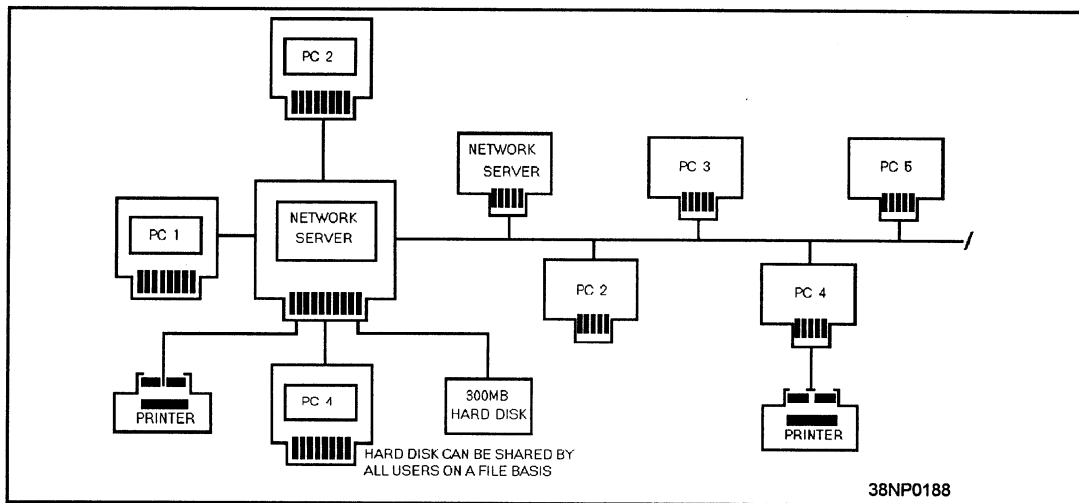 PC 2
NETWORK
SERVER
PC 3
PC 5
PC 1
NETWORK
SERVER
PC 2
PC 4
PRINTER
PC 4
300MB
HARD DISK
PRINTER
HARD DISK CAN BE SHARED BY
ALL USERS ON A FILE BASIS
38NP0188